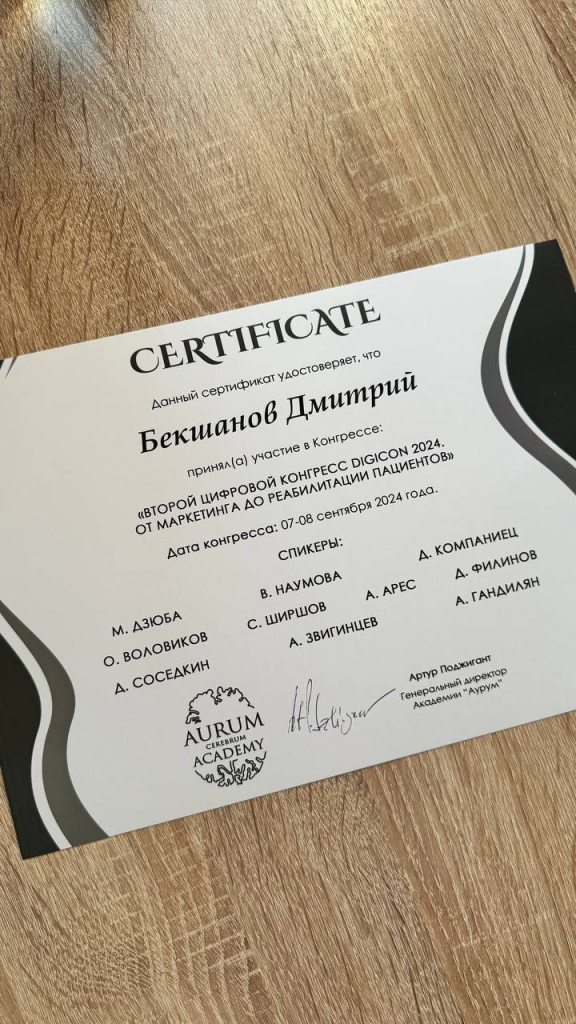 CERTIFICATE
Данный сертификат удостоверяет, что
Бекшанов Дмитрий
принял(а) участие в Конгрессе:
«ВТОРОЙ ЦИФРОВОЙ КОНГРЕСС DIGICON 2024.
ОТ МАРКЕТИНГА ДО РЕАБИЛИТАЦИИ ПАЦИЕНТОВ»
Дата конгресса: 07-08 сентября 2024 года.
СПИКЕРЫ:
М. ДЗЮБА
О. ВОЛОВИКОВ
Д. СОСЕДКИН
В. НАУМОВА
С. ШИРШОВ
А. АРЕС
А. ЗВИГИНЦЕВ
Д. КОМПАНИЕЦ
Д. ФИЛИНОВ
А. ГАНДИЛЯН
AURUM
CEREBRUM
ACADEMY
Артур Поджигант
Генеральный директор
Академии "Аурум"